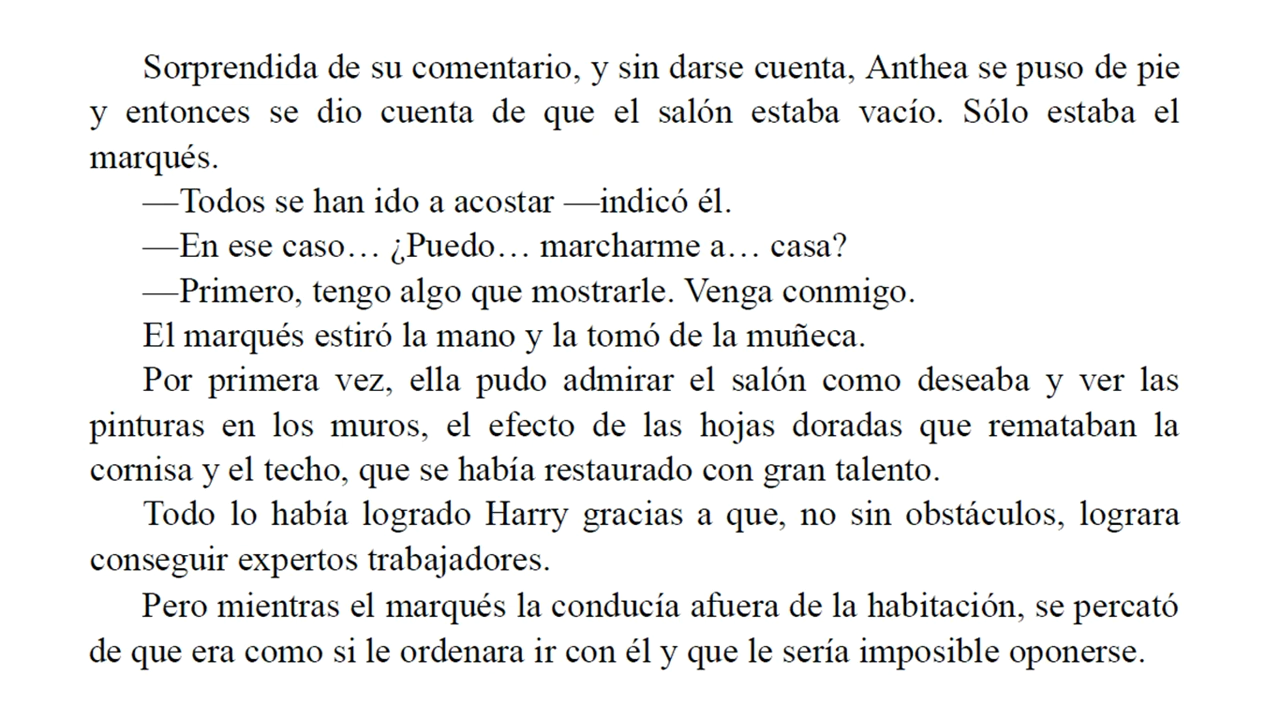 Sorprendida de su comentario, y sin darse cuenta, Anthea se puso de pie
y entonces se dio cuenta de que el salón estaba vacío. Sólo estaba el
marqués.
—Todos se han ido a acostar —indicó él.
—En ese caso… ¿Puedo… marcharme a… casa?
—Primero, tengo algo que mostrarle. Venga conmigo.
El marqués estiró la mano y la tomó de la muñeca.
Por primera vez, ella pudo admirar el salón como deseaba y ver las
pinturas en los muros, el efecto de las hojas doradas que remataban la
cornisa y el techo, que se había restaurado con gran talento.
Todo lo había logrado Harry gracias a que, no sin obstáculos, lograra
conseguir expertos trabajadores.
Pero mientras el marqués la conducía afuera de la habitación, se percató
de que era como si le ordenara ir con él y que le sería imposible oponerse.